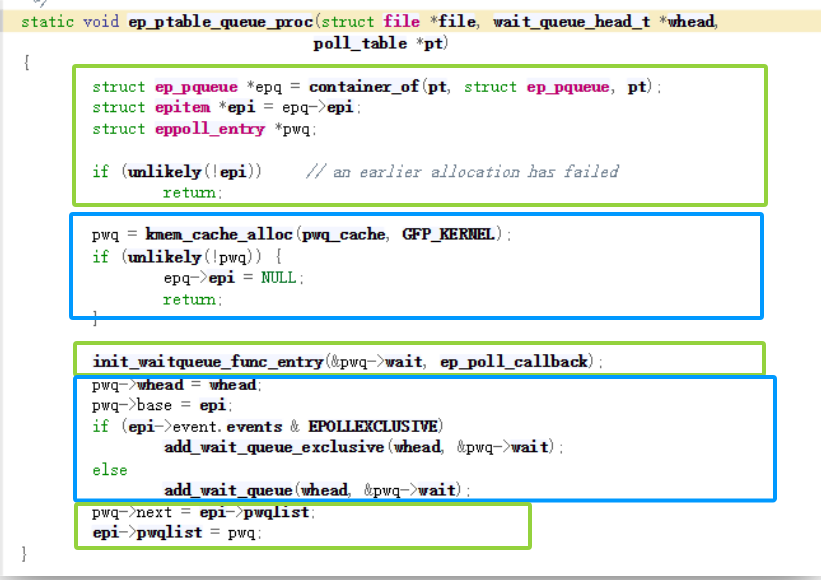 static void ep_ptable_queue_proc(struct file *file, wait_queue_head_t *whead,
poll_table *pt)
{
struct ep_pqueue *epq = container_of(pt, struct ep_pqueue, pt);
struct epitem *epi = epq->epi;
struct eppoll_entry *pwq;
if (unlikely(!epi)) // an earlier allocation has failed
return;
pwq = kmem_cache_alloc(pwq_cache, GFP_KERNEL);
if (unlikely(!pwq)) {
epq->epi = NULL;
return;
}
init_waitqueue_func_entry(&pwq->wait, ep_poll_callback);
pwq->whead = whead;
pwq->base = epi;
if (epi->event.events & EPOLLEXCLUSIVE)
add_wait_queue_exclusive(whead, &pwq->wait);
else
add_wait_queue(whead, &pwq->wait);
pwq->next = epi->pwqlist;
epi->pwqlist = pwq;
}